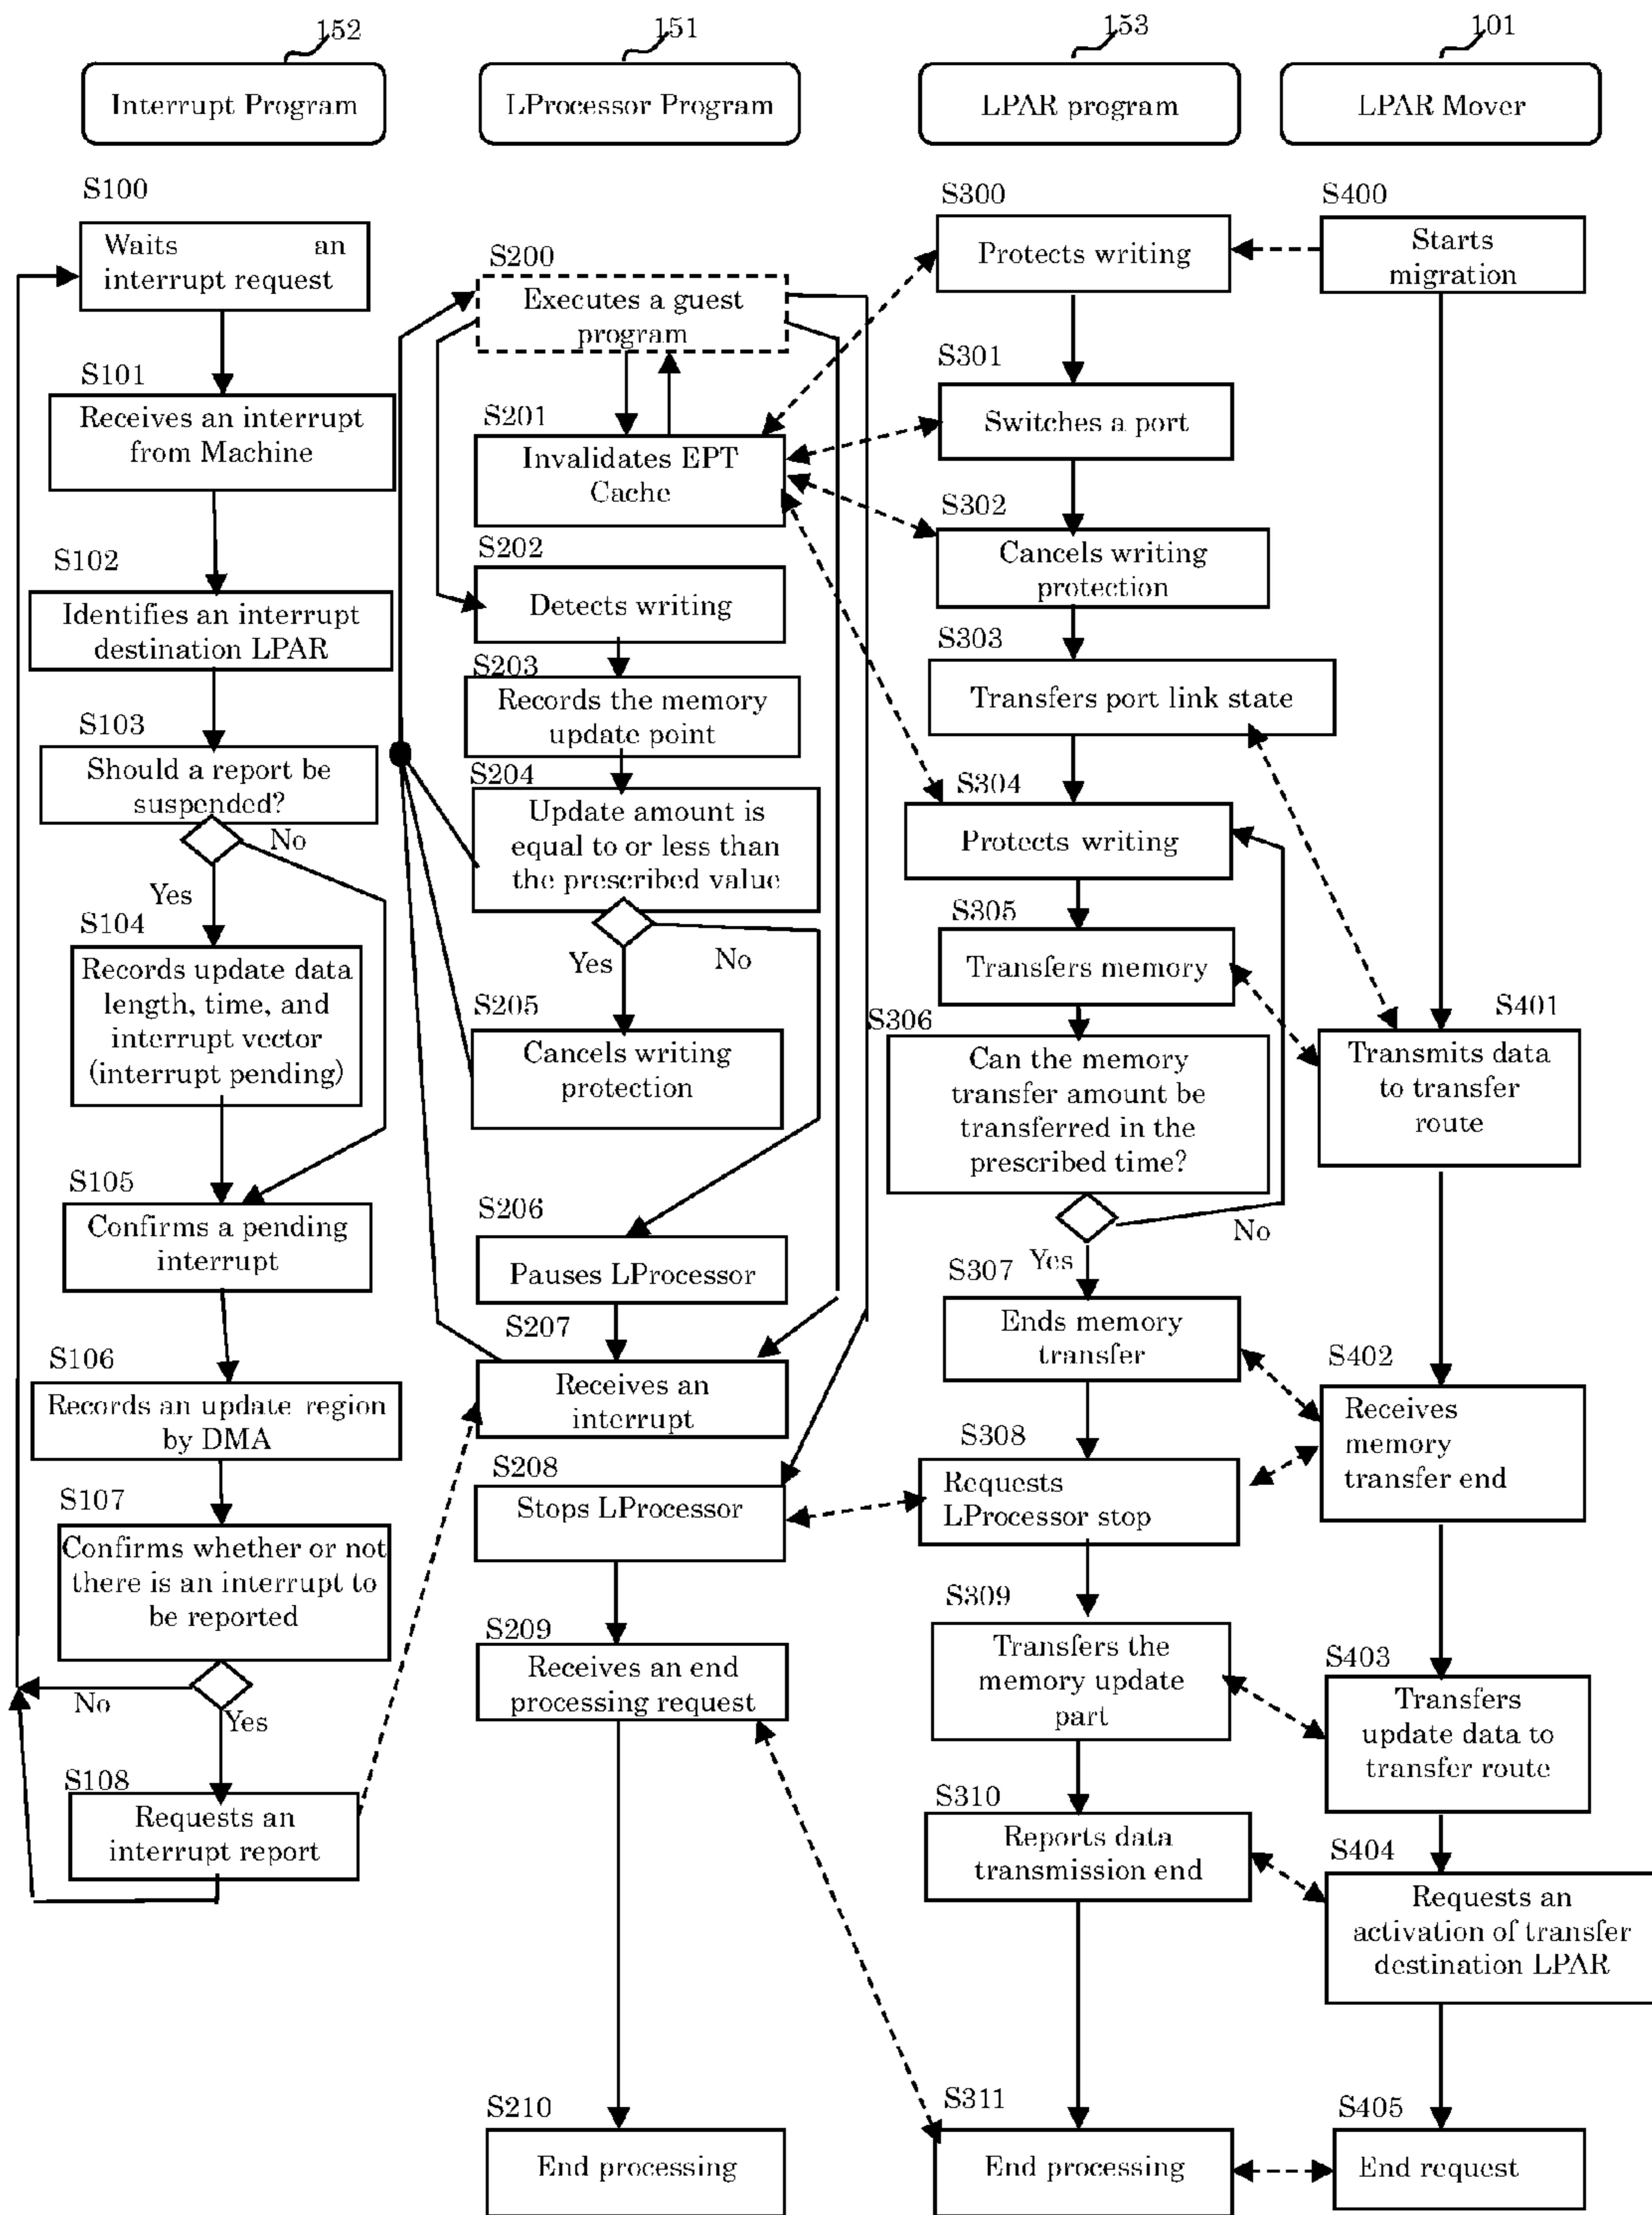 152
151
153
101
Interrupt Program
LProcessor Program
LPAR program
LPAR Mover
S100
Waits an
interrupt request
S101
Receives an interrupt
from Machine
S102
Identifies an interrupt
destination LPAR
S103
Should a report be
suspended?
No
Yes
S104
Records update data
length, time, and
interrupt vector
(interrupt pending)
S105
Confirms a pending
interrupt
S106
Records an update region
by DMA
S107
Confirms whether or not
there is an interrupt to
be reported
No
Yes
S108
Requests an
interrupt report
S200
Executes a guest
program
S201
Invalidates EPT
Cache
S202
Detects writing
S203
Records the memory
update point
S204
Update amount is
equal to or less than
the prescribed value
Yes
No
S205
Cancels writing
protection
S206
Pauses LProcessor
S207
Receives an
interrupt
S208
Stops LProcessor
S209
Receives an end
processing request
S210
End processing
S300
Protects writing
S301
Switches a port
S302
Cancels writing
protection
S303
Transfers port link state
S304
Protects writing
S305
Transfers memory
S306
Can the memory
transfer amount be
transferred in the
prescribed time?
No
Yes
S307
Ends memory
transfer
S308
Requests
LProcessor stop
S309
Transfers the
memory update
part
S310
Reports data
transmission end
S311
End processing
S400
Starts
migration
S401
Transmits data
to transfer
route
S402
Receives
memory
transfer end
S403
Transfers
update data to
transfer route
S404
Requests an
activation of transfer
destination LPAR
S405
End request